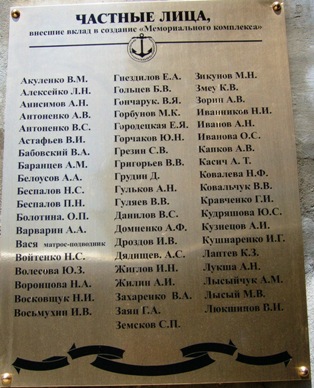 ЧАСТНЫЕ ЛИЦА,
внесшие вклад в создание «Мемориального комплекса»
Акуленко В.М.
Алексейко Л.Н.
Анисимов А.Н.
Антоненко А.В.
Антоненко В.С.
Астафьев В.И.
Бабовский В.А.
Баранцев А.М.
Белоусов А.А.
Беспалов Н.С.
Беспалов П.Н.
Болотина. О.П.
Варварин А.А.
Вася матрос-подводник
Войтенко Н.С.
Волесова Ю.З.
Воронцова Н.А.
Восковщук Н.И.
Восьмухин И.В.
Гнездилов Е.А.
Гольцев Б.В.
Гончарук. В.Я.
Горбунов М.К.
Городецкая Е.Я.
Горчаков Ю.Н.
Грезин С.В.
Григорьев В.В.
Грудин Д.
Гульков А.Н.
Гуляев В.В.
Данилов В.С.
Домненко А.Ф.
Дроздов И.В.
Дядищев. А.С.
Жиглов И.Н.
Жилин А.И.
Захаренко В.А.
Заяц Г.А.
Земсков С.П.
Зикунов М.Н.
Змеу К.В.
Зорин А.В.
Иванников Н.И.
Иванов А.Н.
Иванова О.С.
Капков А.В.
Касич А. Т.
Ковалева Н.Ф.
Ковальчук В.В.
Кравченко Г.И.
Кудряшова Ю.С.
Кузнецов А.И.
Кушнаренко И.Г.
Лаптев К.З.
Лукша А.Н.
Лысыйчук А.М.
Лысый М.В.
Люкшин В.И.